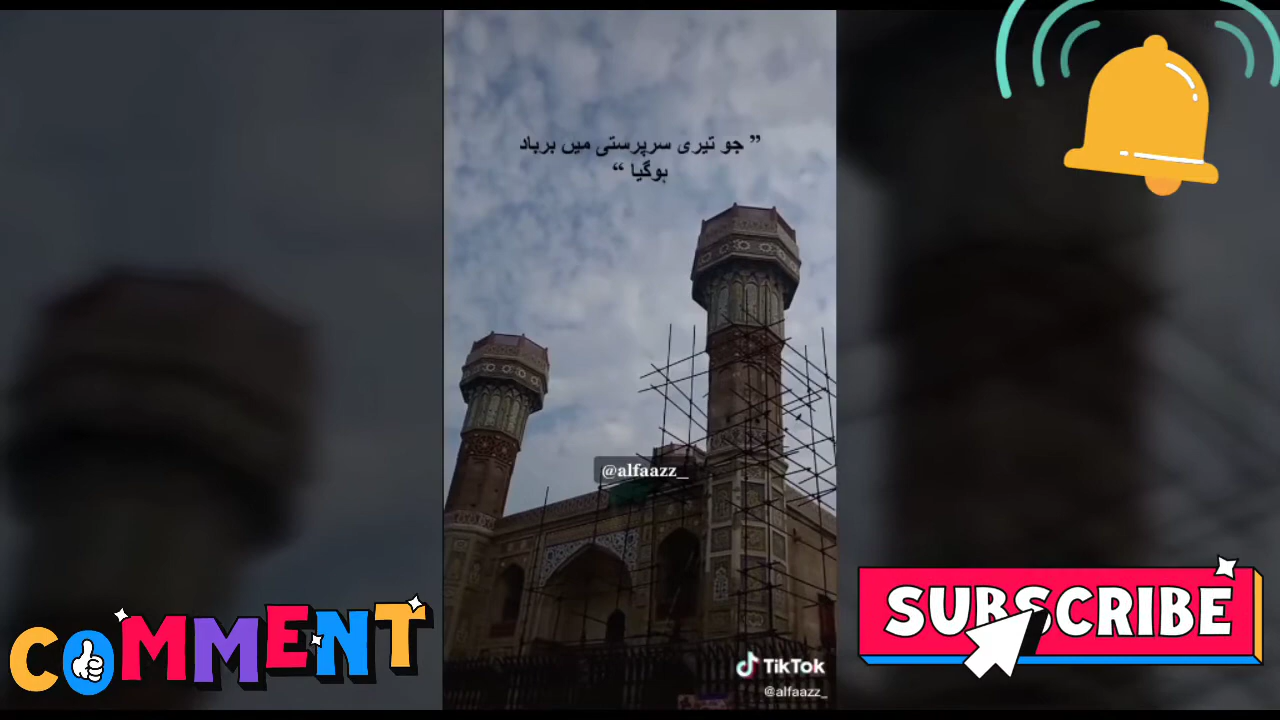 ” جو تیری سرپرستی میں برباد
ہوگیا “
@alfaazz_
TikTok
@alfaazz_
COMMENT
SUBSCRIBE